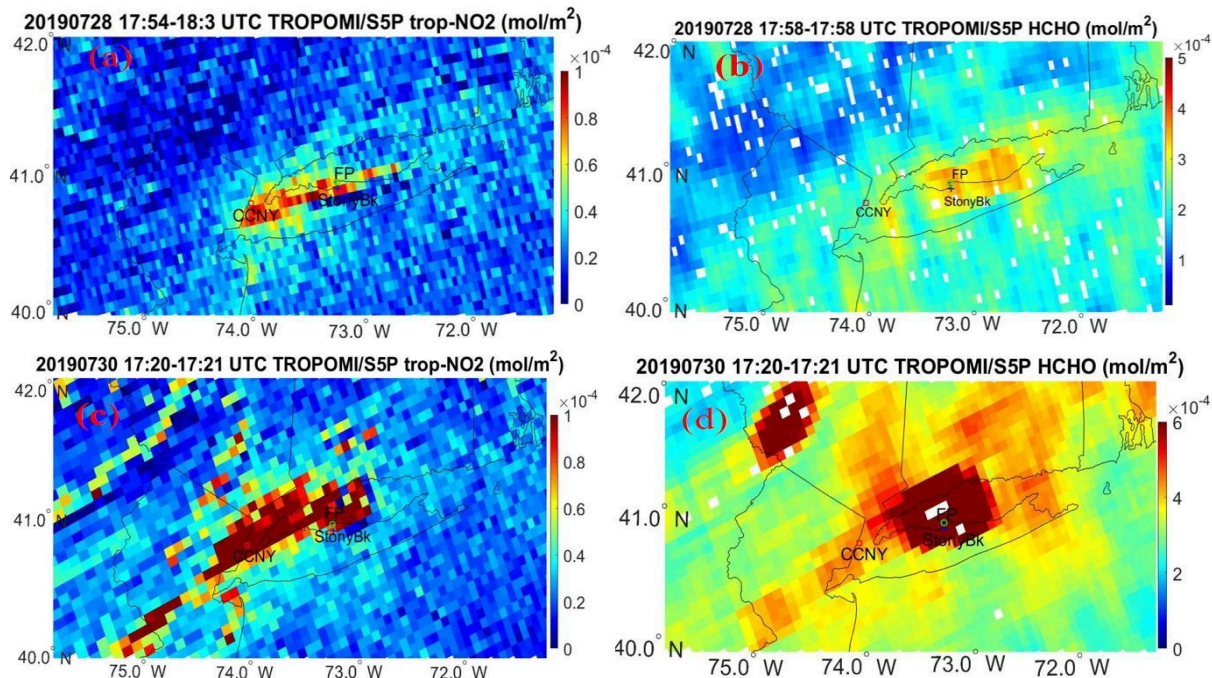 20190728 17:54-18:3 UTC TROPOMI/S5P trop-NO2 (mol/m²)
(a)
42.0°
41.0°
40.0° N
75.0° W
74.0° W
73.0° W
72.0° W
FP
StonyBk
CCNY
×10⁻⁴
1
0.8
0.6
0.4
0.2
0
20190728 17:58-17:58 UTC TROPOMI/S5P HCHO (mol/m²)
(b)
42.0°
41.0°
40.0° N
75.0° W
74.0° W
73.0° W
72.0° W
FP
StonyBk
CCNY
×10⁻⁴
5
4
3
2
1
20190730 17:20-17:21 UTC TROPOMI/S5P trop-NO2 (mol/m²)
(c)
42.0°
41.0°
40.0° N
75.0° W
74.0° W
73.0° W
72.0° W
FP
StonyBk
CCNY
×10⁻⁴
1
0.8
0.6
0.4
0.2
0
20190730 17:20-17:21 UTC TROPOMI/S5P HCHO (mol/m²)
(d)
42.0°
41.0°
40.0° N
75.0° W
74.0° W
73.0° W
72.0° W
FP
StonyBk
CCNY
×10⁻⁴
6
4
2
0